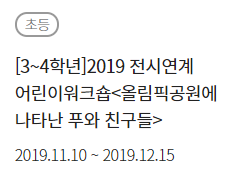 초등
[3~4학년]2019 전시연계
어린이워크숍<올림픽공원에
나타난 푸와 친구들>
2019.11.10 ~ 2019.12.15